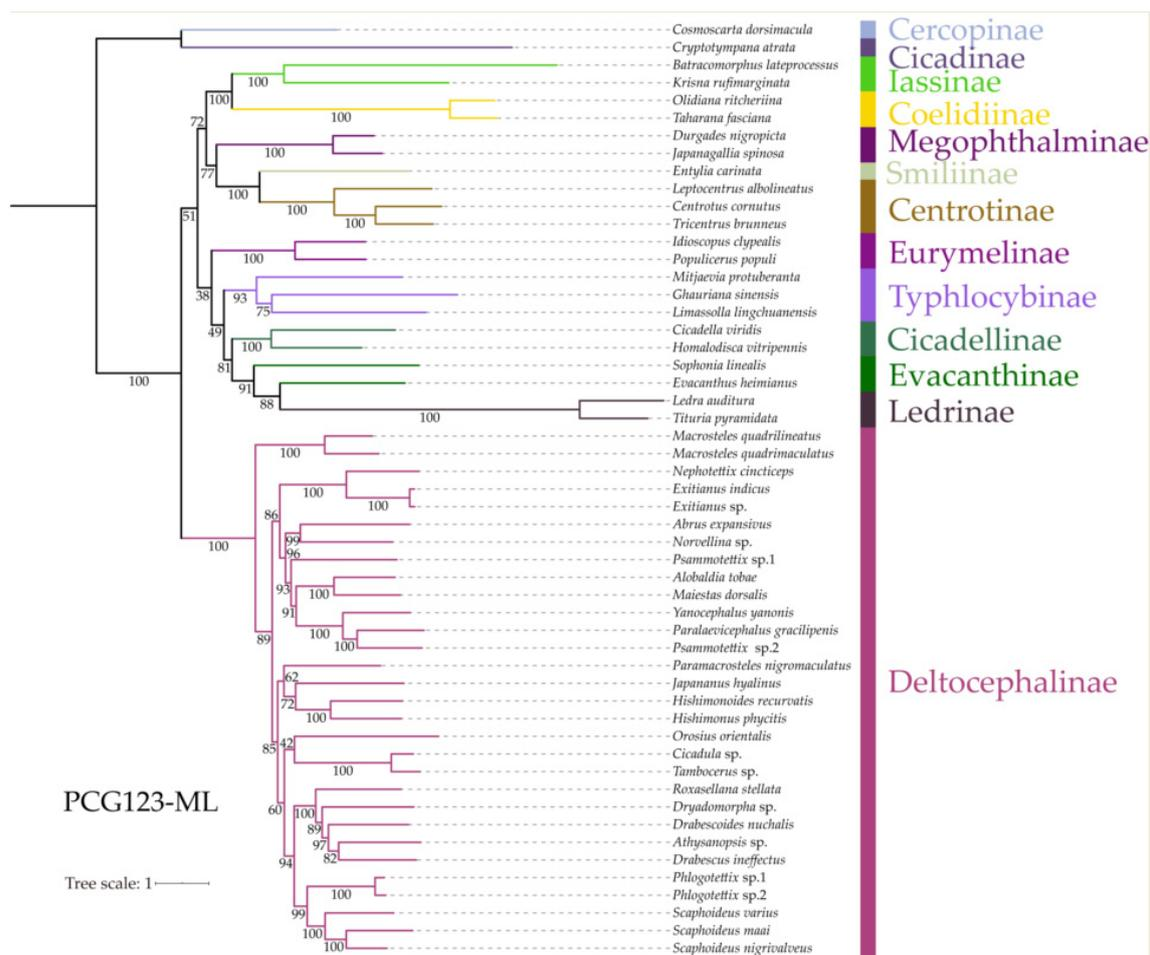 Cosmoscarta dorsimacula
Cryptotympana atrata
Batracomorphus lateprocessus
Krisna rufimarginata
Olidiana ritcheriina
Taharana fasciana
Durgades nigropicta
Japanagallia spinosa
Entylia carinata
Leptocentrus albolineatus
Centrotus cornutus
Tricentrus brunneus
Idioscopus clypealis
Populicerus populi
Mitjaevia protuberanta
Ghauriana sinensis
Limassolla lingchuanensis
Cicadella viridis
Homalodisca vitripennis
Sophonia linealis
Evacanthus heimianus
Ledra auditura
Tituria pyramidata
Macrosteles quadrilineatus
Macrosteles quadrimaculatus
Nephotettix cincticeps
Exitianus indicus
Exitianus sp.
Abrus expansivus
Norvellina sp.
Psammotettix sp.1
Alobaldia tobae
Maiestas dorsalis
Yanocephalus yanonis
Paralaevicephalus gracilipenis
Psammotettix sp.2
Paramacrosteles nigromaculatus
Japananus hyalinus
Hishimonoides recurvatis
Hishimonus phycitis
Orosius orientalis
Cicadula sp.
Tambocerus sp.
Roxasellana stellata
Dryadomorpha sp.
Drabescoides nuchalis
Athysanopsis sp.
Drabescus ineffectus
Phlogotettix sp.1
Phlogotettix sp.2
Scaphoideus varius
Scaphoideus maai
Scaphoideus nigrivalveus
Cercopinae
Cicadinae
Iassinae
Coelidiinae
Megophthalminae
Smiliinae
Centrotinae
Eurymelinae
Typhlocybinae
Cicadellinae
Evacanthinae
Ledrinae
Deltocephalinae
100
100
100
72
100
77
100
100
100
51
100
38
93
75
49
100
81
91
88
100
100
100
100
100
100
86
99
96
93
100
91
100
100
89
62
72
100
85
42
100
60
100
89
97
82
94
100
99
100
100
PCG123-ML
Tree scale: 1